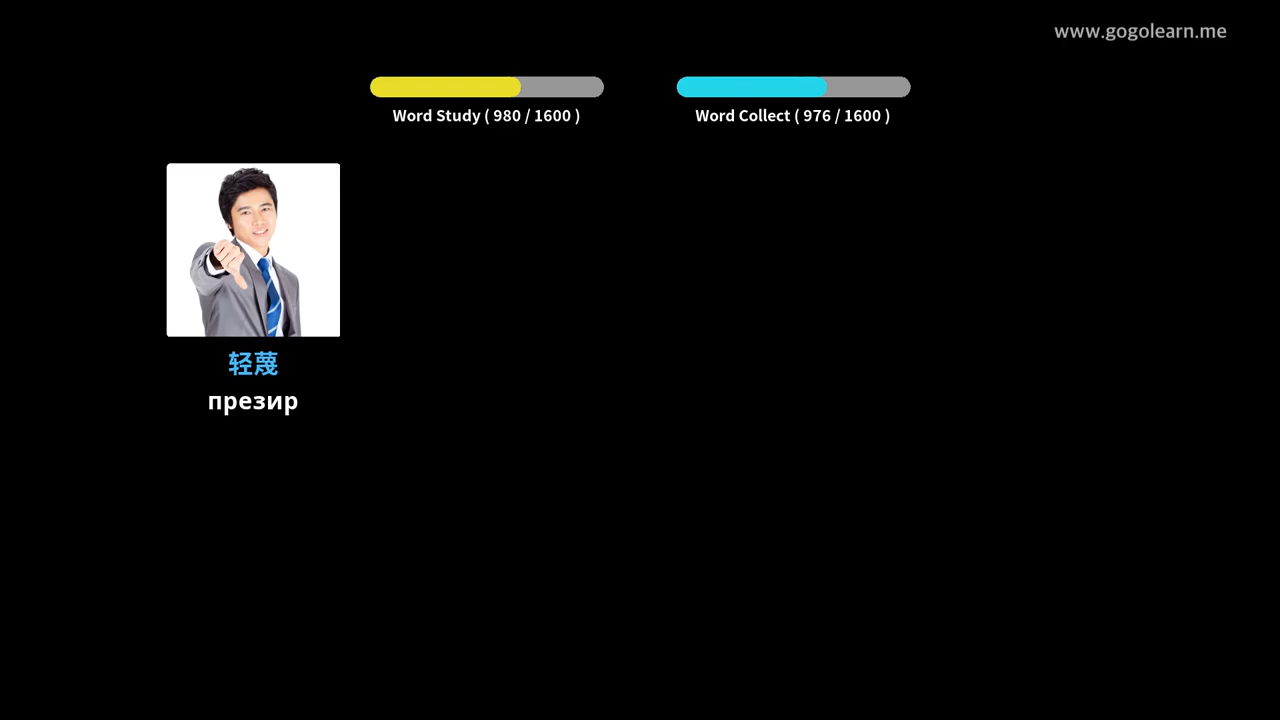 www.gogolearn.me
Word Study ( 980 / 1600 )
Word Collect ( 976 / 1600 )
轻蔑
презир